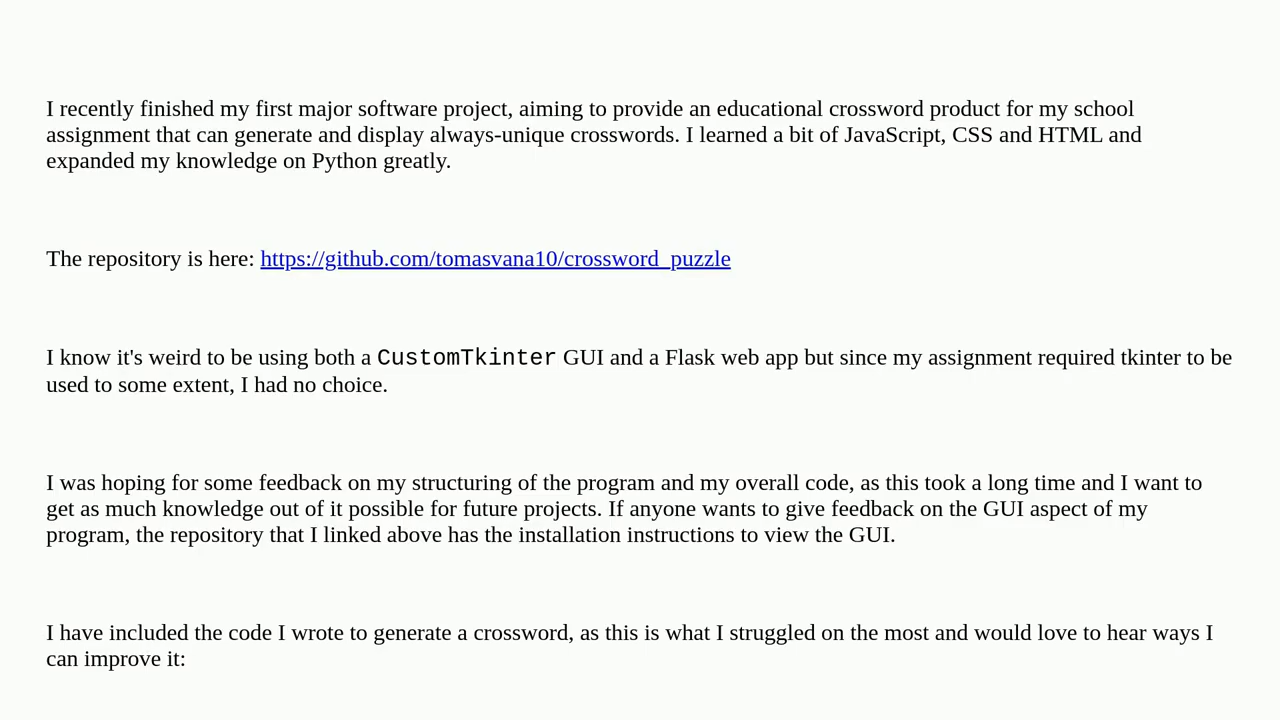 I recently finished my first major software project, aiming to provide an educational crossword product for my school
assignment that can generate and display always-unique crosswords. I learned a bit of JavaScript, CSS and HTML and
expanded my knowledge on Python greatly.
The repository is here: https://github.com/tomasvana10/crossword_puzzle
I know it's weird to be using both a CustomTkinter GUI and a Flask web app but since my assignment required tkinter to be
used to some extent, I had no choice.
I was hoping for some feedback on my structuring of the program and my overall code, as this took a long time and I want to
get as much knowledge out of it possible for future projects. If anyone wants to give feedback on the GUI aspect of my
program, the repository that I linked above has the installation instructions to view the GUI.
I have included the code I wrote to generate a crossword, as this is what I struggled on the most and would love to hear ways I
can improve it: